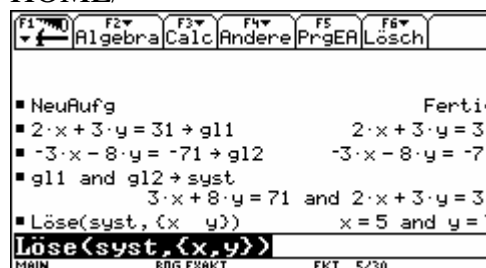 HOME/
F1 F2 Algebra F3 Calc F4 Andere F5 PrgEA F6 Lösch
▪NeuAufg Ferti
▪2·x + 3·y = 31 → gl1 2·x + 3·y = 3
▪-3·x - 8·y = -71 → gl2 -3·x - 8·y = -7
▪gl1 and gl2 → syst
3·x + 8·y = 71 and 2·x + 3·y = 3
▪Löse(syst, {x y}) x = 5 and y =
Löse(syst,{x,y})
MAIN BOG EXAKT FKT 5/30